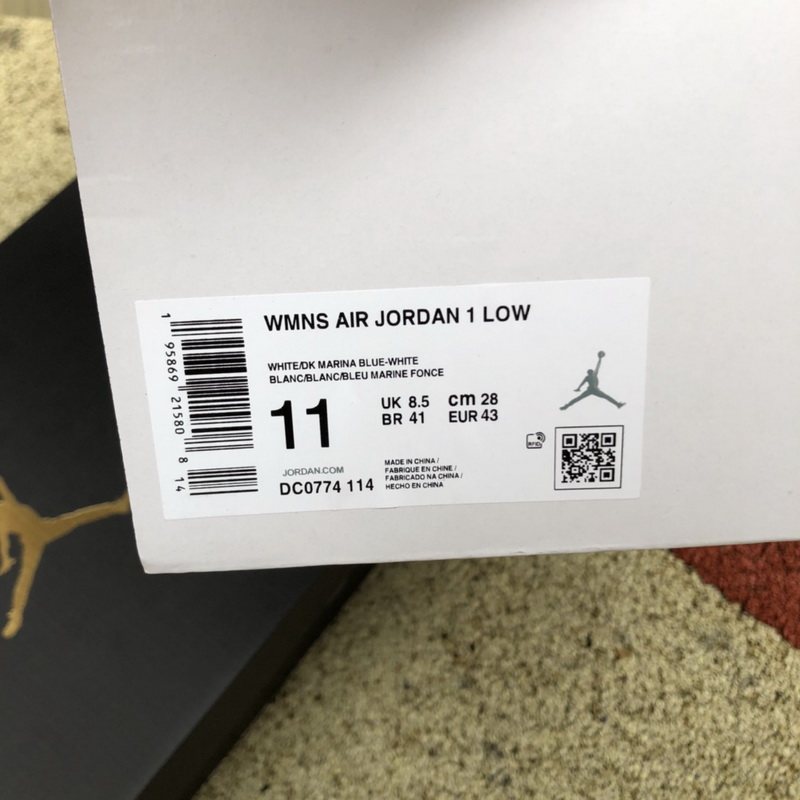 WMNS AIR JORDAN 1 LOW
WHITE/DK MARINA BLUE-WHITE
BLANC/BLANC/BLEU MARINE FONCE
11
UK 8.5 cm 28
BR 41 EUR 43
JORDAN.COM
DC0774 114
MADE IN CHINA /
FABRIQUE EN CHINE /
FABRICADO NA CHINA /
HECHO EN CHINA
RFID
1 95869 21580 8 14